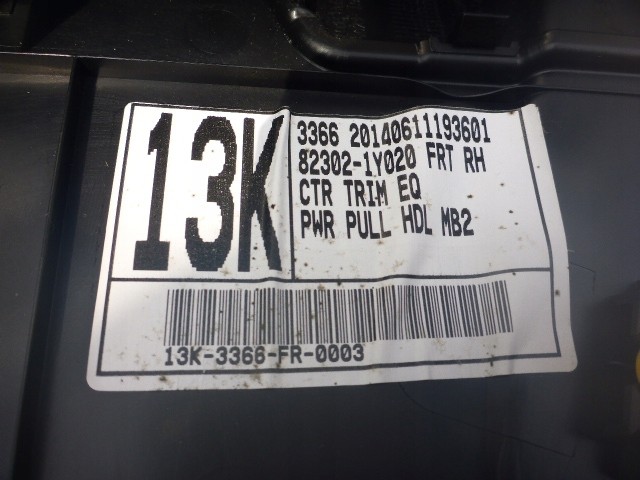 13K
3366 20140611193601
82302-1Y020 FRT RH
CTR TRIM EQ
PWR PULL HDL MB2
13K-3366-FR-0003